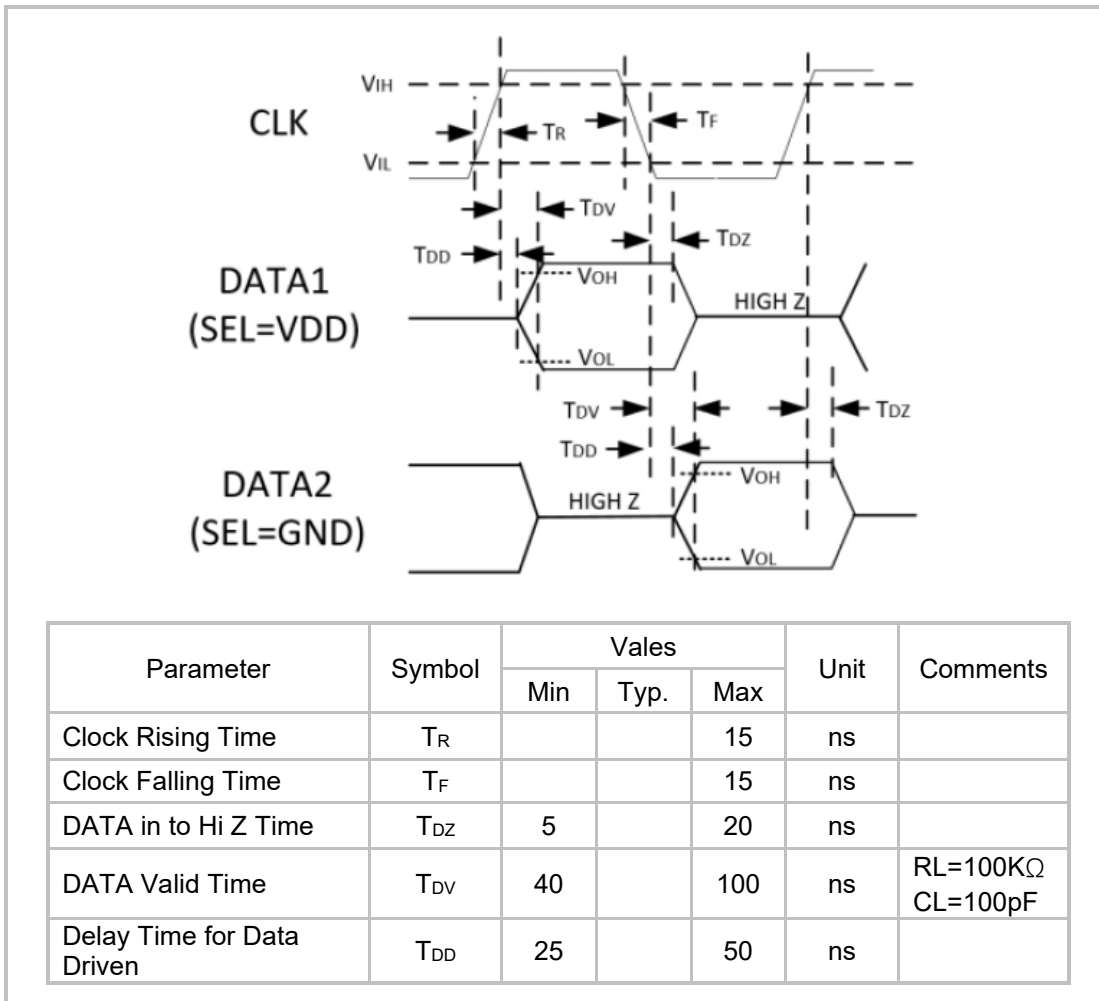 VIH
CLK
TR
TF
VIL
TDV
TDD
TDZ
DATA1
(SEL=VDD)
VOH
HIGH Z
VOL
TDV
TDZ
TDD
DATA2
(SEL=GND)
HIGH Z
VOH
VOL
Parameter Symbol Vales Unit Comments
Min Typ. Max
Clock Rising Time TR 15 ns
Clock Falling Time TF 15 ns
DATA in to Hi Z Time TDZ 5 20 ns
DATA Valid Time TDV 40 100 ns RL=100KΩ
CL=100pF
Delay Time for Data
Driven TDD 25 50 ns